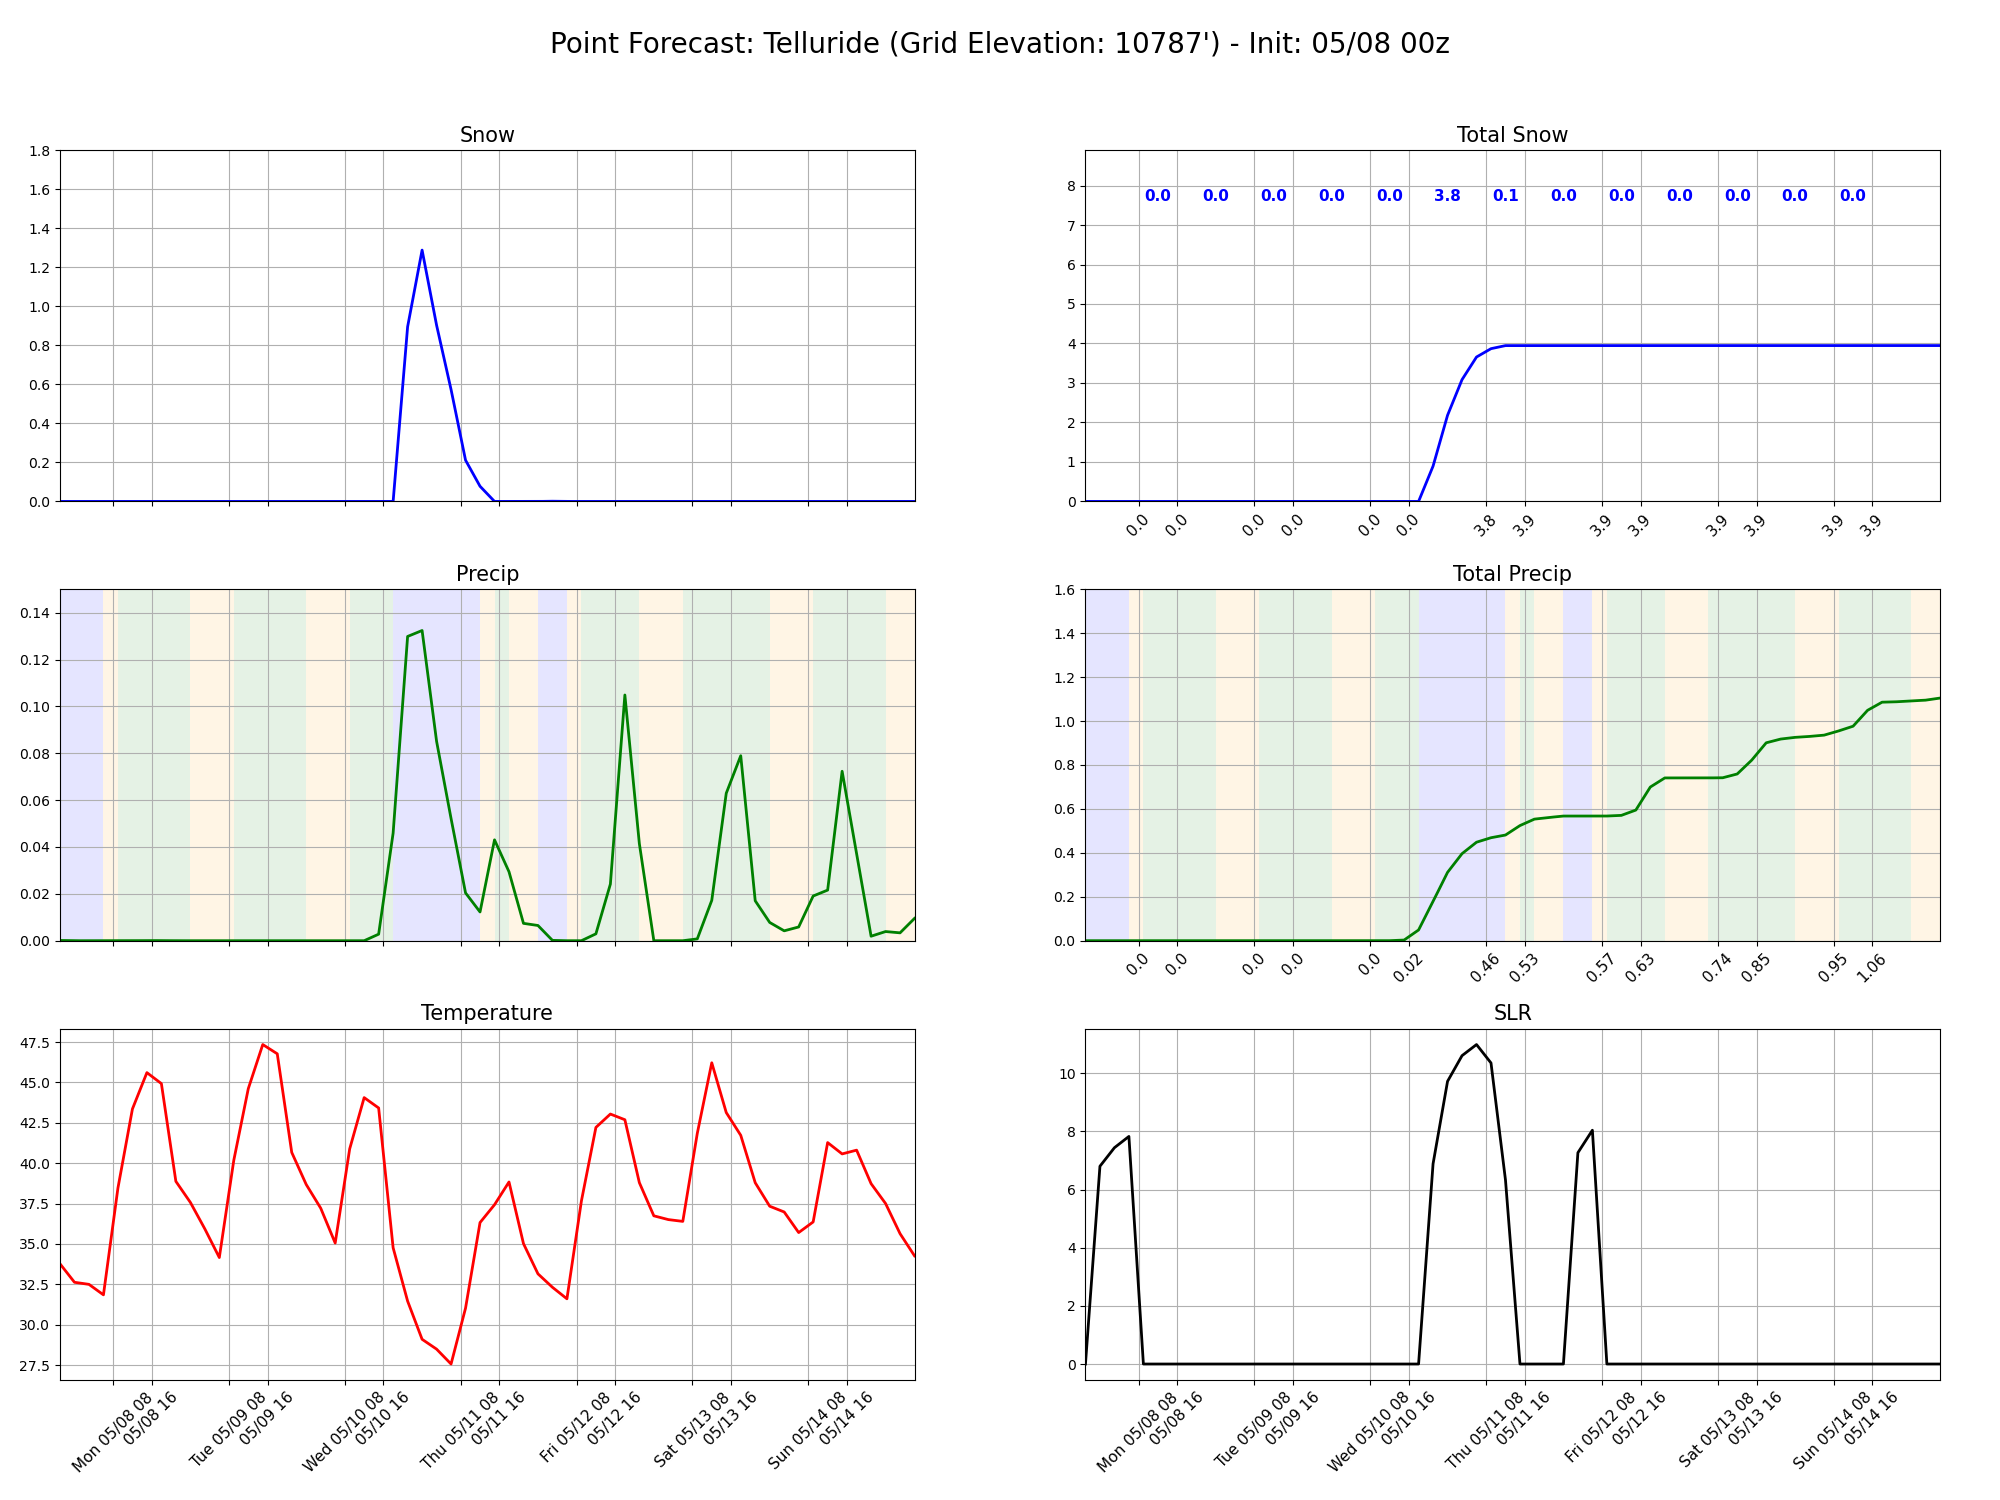 Point Forecast: Telluride (Grid Elevation: 10787') - Init: 05/08 00z
Snow
1.8
1.6
1.4
1.2
1.0
0.8
0.6
0.4
0.2
0.0
Total Snow
8
7
6
5
4
3
2
1
0
0.0 0.0 0.0 0.0 0.0 3.8 0.1 0.0 0.0 0.0 0.0 0.0 0.0
0.0 0.0 0.0 0.0 0.0 0.0 3.8 3.9 3.9 3.9 3.9 3.9 3.9 3.9
Precip
0.14
0.12
0.10
0.08
0.06
0.04
0.02
0.00
Total Precip
1.6
1.4
1.2
1.0
0.8
0.6
0.4
0.2
0.0
0.0 0.0 0.0 0.0 0.0 0.02 0.46 0.53 0.57 0.63 0.74 0.85 0.95 1.06
Temperature
47.5
45.0
42.5
40.0
37.5
35.0
32.5
30.0
27.5
Mon 05/08 08
05/08 16
Tue 05/09 08
05/09 16
Wed 05/10 08
05/10 16
Thu 05/11 08
05/11 16
Fri 05/12 08
05/12 16
Sat 05/13 08
05/13 16
Sun 05/14 08
05/14 16
SLR
10
8
6
4
2
0
Mon 05/08 08
05/08 16
Tue 05/09 08
05/09 16
Wed 05/10 08
05/10 16
Thu 05/11 08
05/11 16
Fri 05/12 08
05/12 16
Sat 05/13 08
05/13 16
Sun 05/14 08
05/14 16